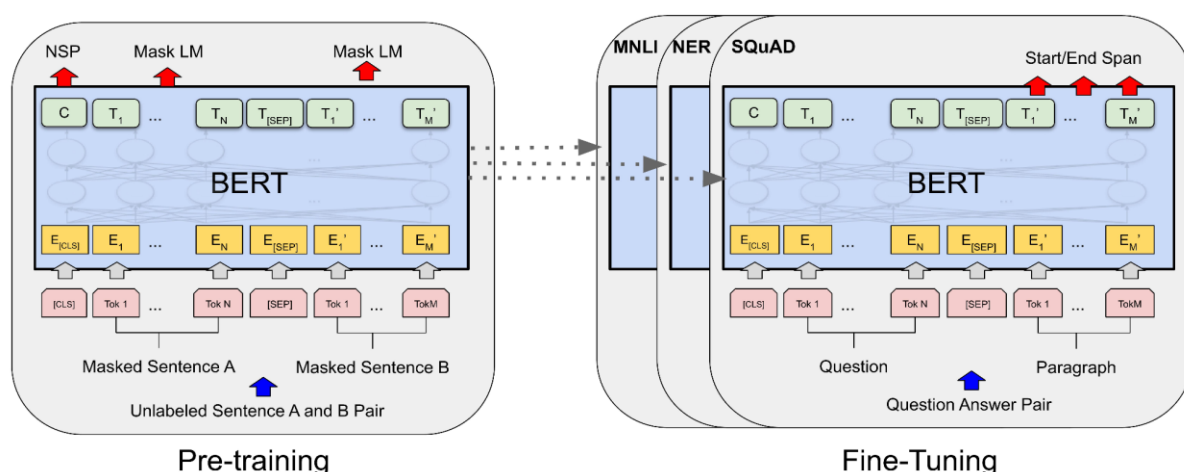 NSP Mask LM Mask LM
C T1 ... TN T[SEP] T1' ... TM'
...
...
BERT
E[CLS] E1 ... EN E[SEP] E1' ... EM'
[CLS] Tok 1 ... Tok N [SEP] Tok 1 ... TokM
Masked Sentence A Masked Sentence B
Unlabeled Sentence A and B Pair
Pre-training
MNLI NER SQuAD
Start/End Span
C T1 ... TN T[SEP] T1' ... TM'
...
...
BERT
E[CLS] E1 ... EN E[SEP] E1' ... EM'
[CLS] Tok 1 ... Tok N [SEP] Tok 1 ... TokM
Question Paragraph
Question Answer Pair
Fine-Tuning